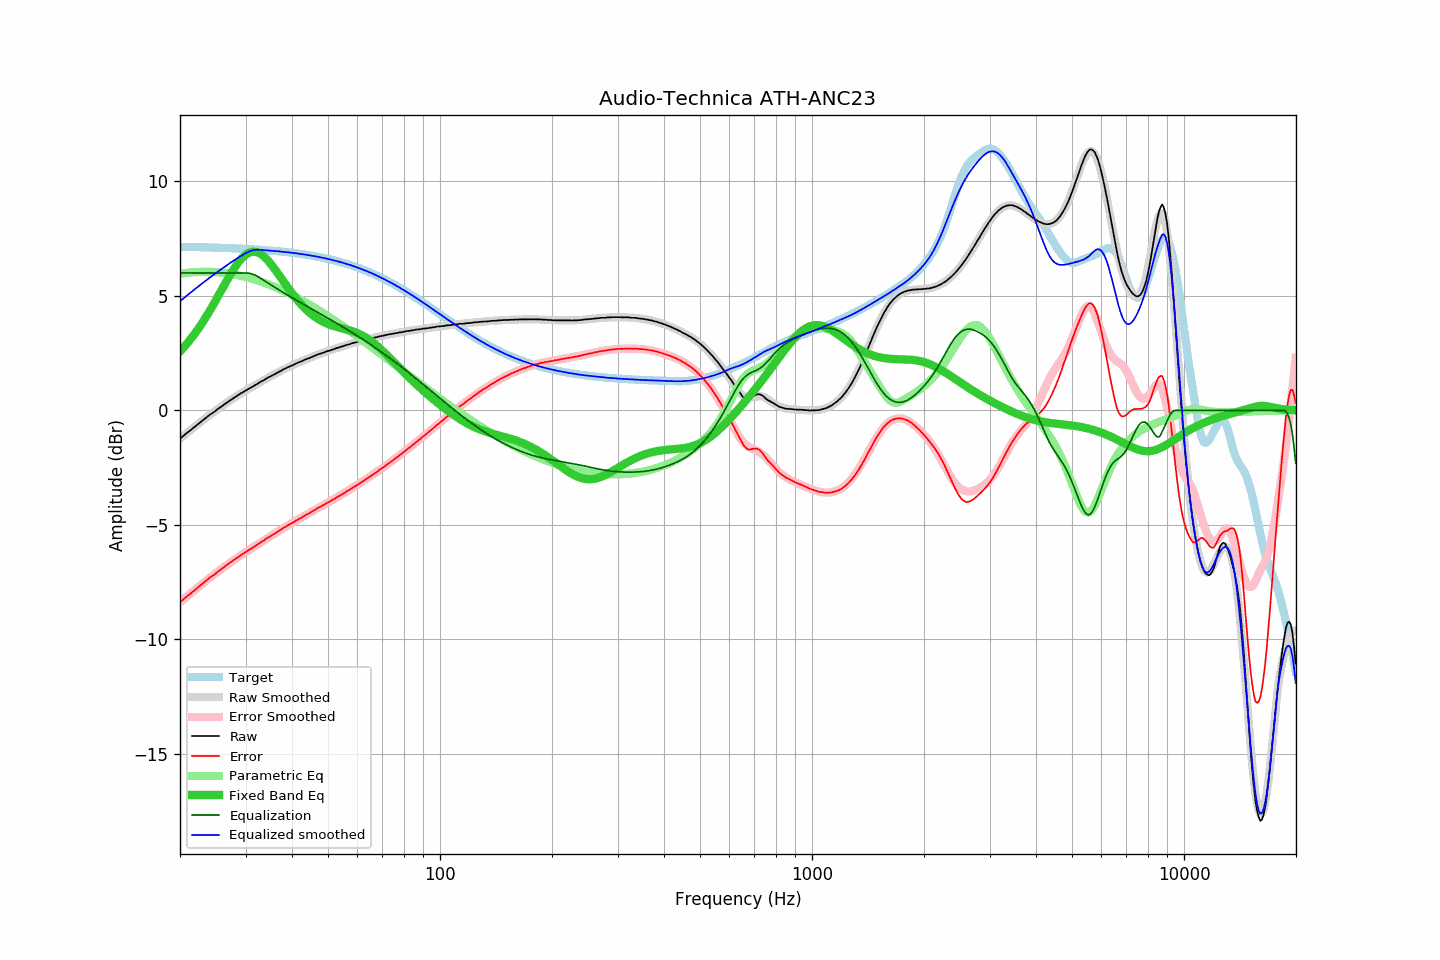 Audio-Technica ATH-ANC23
Amplitude (dBr)
10
5
0
−5
−10
−15
Target
Raw Smoothed
Error Smoothed
Raw
Error
Parametric Eq
Fixed Band Eq
Equalization
Equalized smoothed
100
1000
10000
Frequency (Hz)